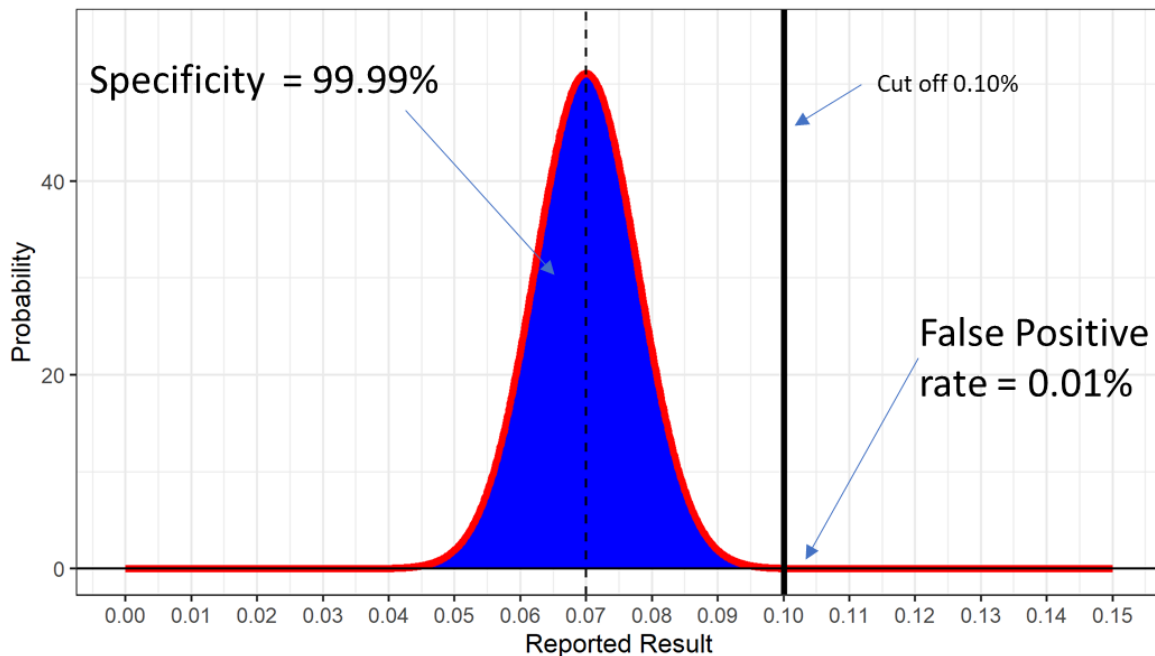 Specificity = 99.99%
Cut off 0.10%
False Positive
rate = 0.01%
Probability
40
20
0
0.00 0.01 0.02 0.03 0.04 0.05 0.06 0.07 0.08 0.09 0.10 0.11 0.12 0.13 0.14 0.15
Reported Result